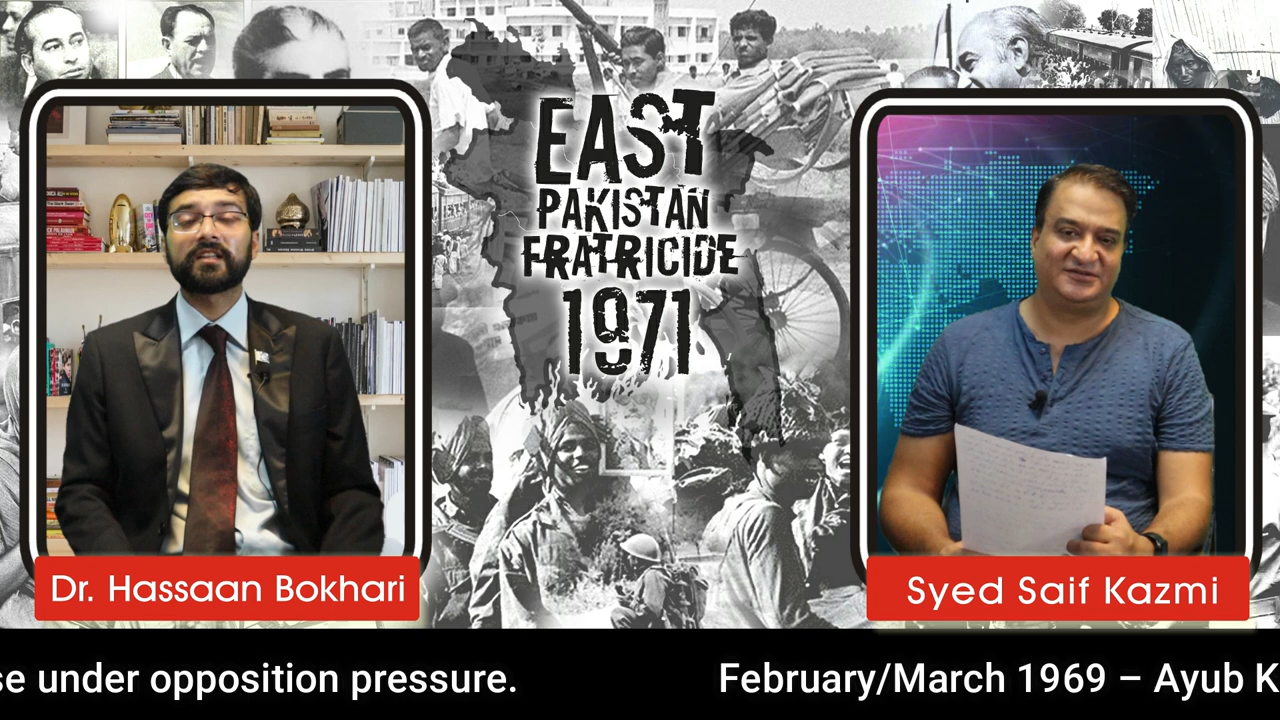 EAST
PAKISTAN
FRATRICIDE
1971
Dr. Hassaan Bokhari
Syed Saif Kazmi
se under opposition pressure.
February/March 1969 – Ayub K